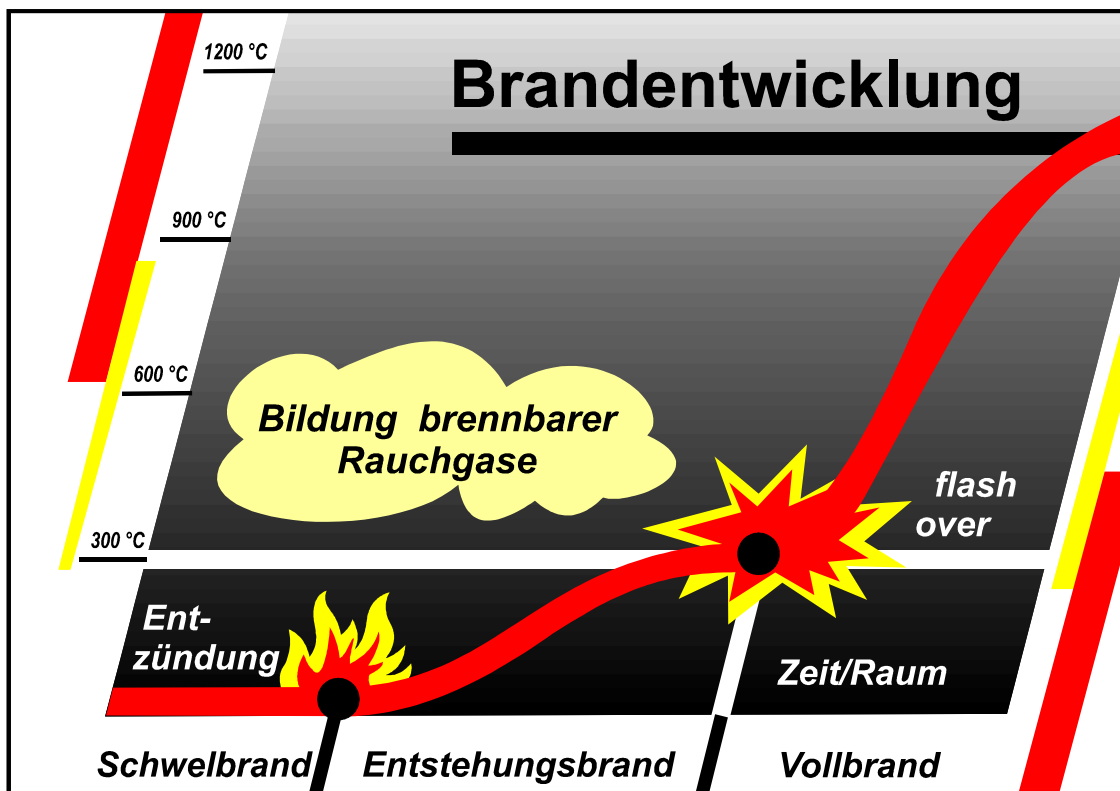 Brandentwicklung
1200 °C
900 °C
600 °C
300 °C
Bildung brennbarer
Rauchgase
flash
over
Ent-
zündung
Zeit/Raum
Schwelbrand
Entstehungsbrand
Vollbrand